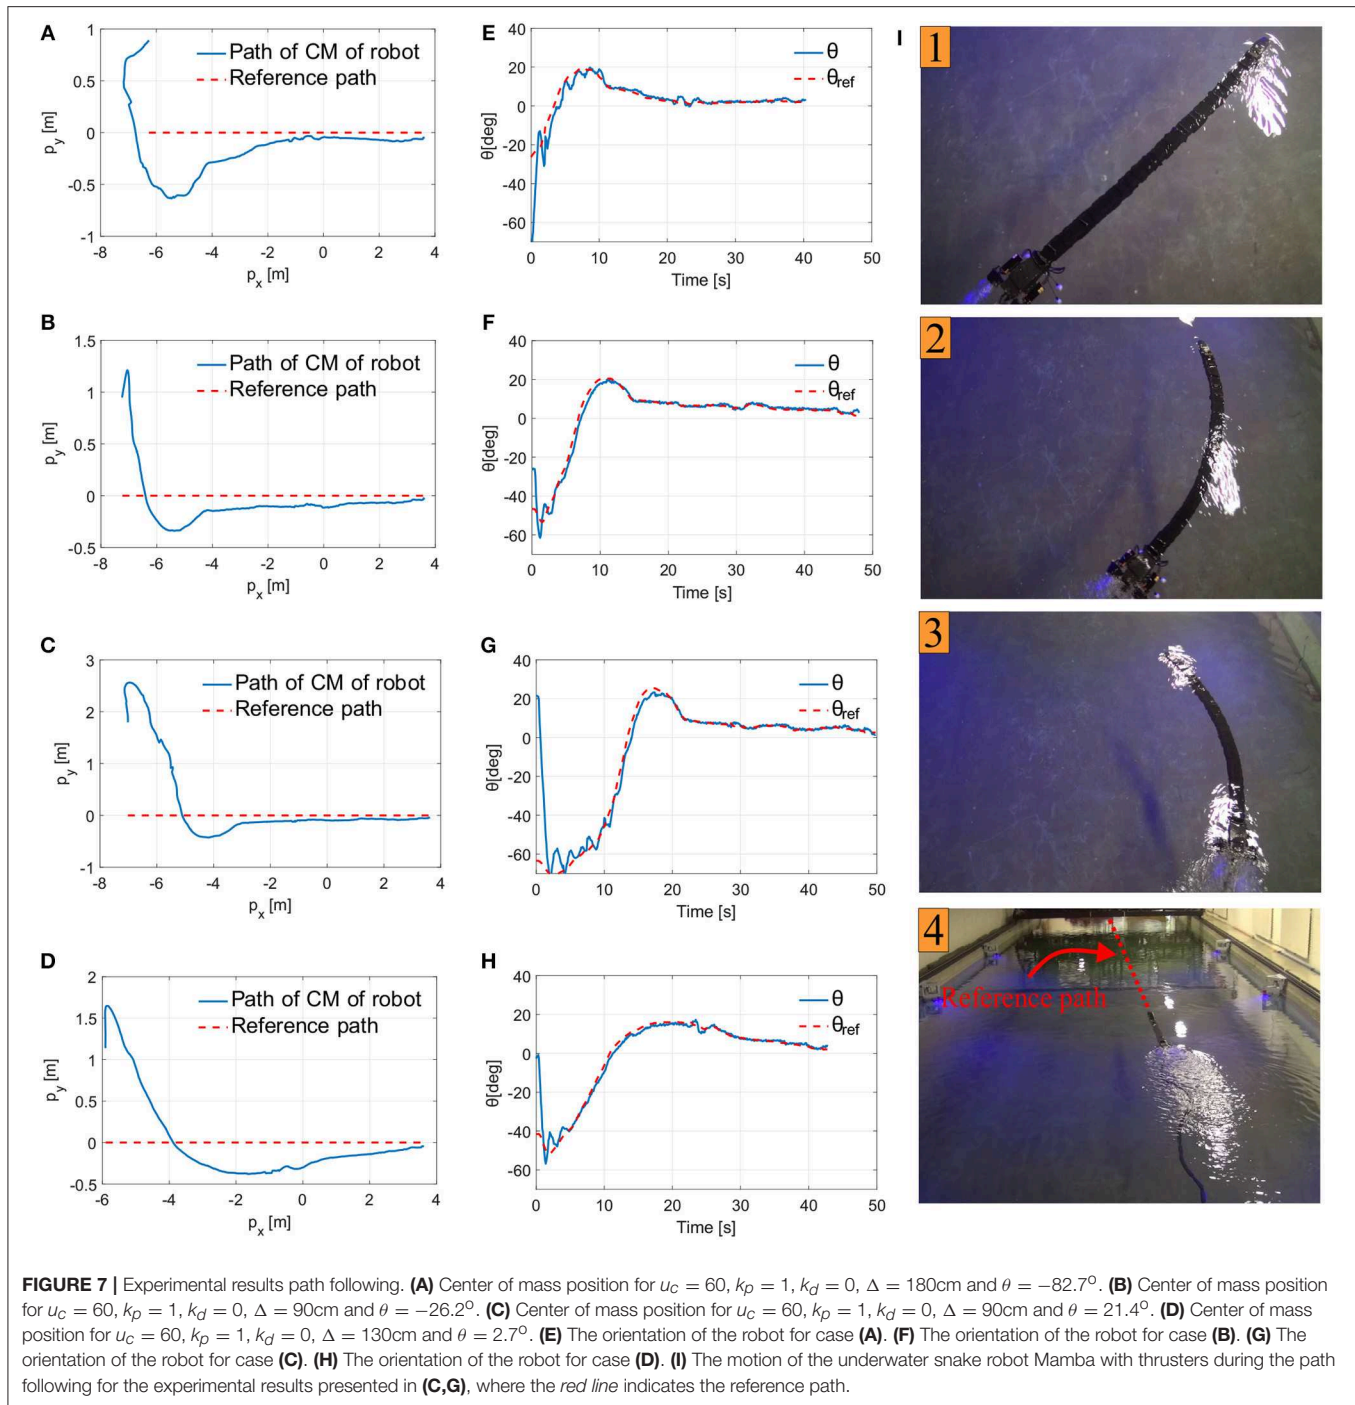 A
1
0.5
0
-0.5
-1
p_y [m]
Path of CM of robot
Reference path
-8 -6 -4 -2 0 2 4
p_x [m]
E
40
20
0
-20
-40
-60
θ[deg]
θ
θ_ref
0 10 20 30 40 50
Time [s]
I
1
B
1.5
1
0.5
0
-0.5
p_y [m]
Path of CM of robot
Reference path
-8 -6 -4 -2 0 2 4
p_x [m]
F
40
20
0
-20
-40
-60
θ[deg]
θ
θ_ref
0 10 20 30 40 50
Time [s]
2
C
3
2
1
0
-1
p_y [m]
Path of CM of robot
Reference path
-8 -6 -4 -2 0 2 4
p_x [m]
G
40
20
0
-20
-40
-60
θ[deg]
θ
θ_ref
0 10 20 30 40 50
Time [s]
3
D
2
1.5
1
0.5
0
-0.5
p_y [m]
Path of CM of robot
Reference path
-6 -4 -2 0 2 4
p_x [m]
H
40
20
0
-20
-40
-60
θ[deg]
θ
θ_ref
0 10 20 30 40 50
Time [s]
4
Reference path
FIGURE 7 | Experimental results path following. (A) Center of mass position for u_c = 60, k_p = 1, k_d = 0, Δ = 180cm and θ = −82.7°. (B) Center of mass position
for u_c = 60, k_p = 1, k_d = 0, Δ = 90cm and θ = −26.2°. (C) Center of mass position for u_c = 60, k_p = 1, k_d = 0, Δ = 90cm and θ = 21.4°. (D) Center of mass
position for u_c = 60, k_p = 1, k_d = 0, Δ = 130cm and θ = 2.7°. (E) The orientation of the robot for case (A). (F) The orientation of the robot for case (B). (G) The
orientation of the robot for case (C). (H) The orientation of the robot for case (D). (I) The motion of the underwater snake robot Mamba with thrusters during the path
following for the experimental results presented in (C,G), where the red line indicates the reference path.